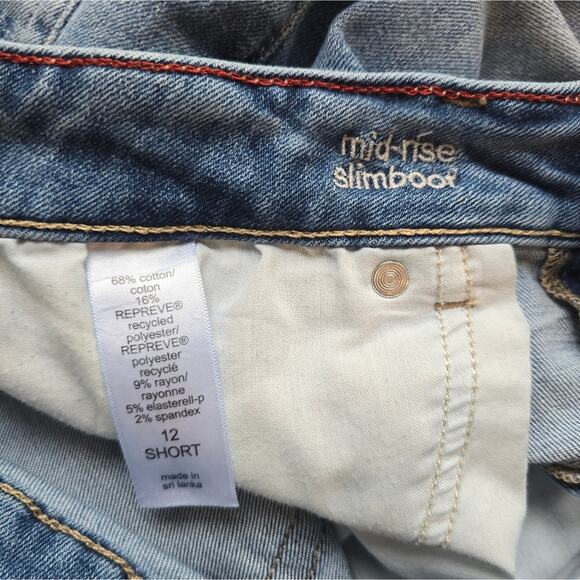 mid-rise
slimboot
68% cotton/
coton
16%
REPREVE®
recycled
polyester/
REPREVE®
polyester
recyclé
9% rayon/
rayonne
5% elasterell-p
2% spandex
12
SHORT
made in
sri lanka